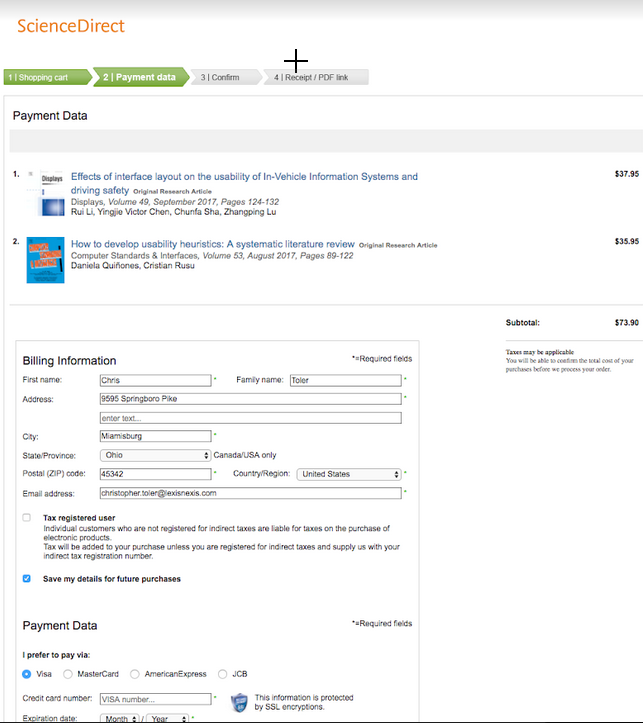 ScienceDirect
1 | Shopping cart 2 | Payment data 3 | Confirm 4 | Receipt / PDF link
Payment Data
1. Displays Effects of interface layout on the usability of In-Vehicle Information Systems and $37.95
driving safety Original Research Article
Displays, Volume 49, September 2017, Pages 124-132
Rui Li, Yingjie Victor Chen, Chunfa Sha, Zhangping Lu
2. How to develop usability heuristics: A systematic literature review Original Research Article $35.95
Computer Standards & Interfaces, Volume 53, August 2017, Pages 89-122
Daniela Quiñones, Cristian Rusu
Subtotal: $73.90
Taxes may be applicable
You will be able to confirm the total cost of your
purchases before we process your order.
Billing Information *=Required fields
First name: Chris * Family name: Toler *
Address: 9595 Springboro Pike *
enter text...
City: Miamisburg *
State/Province: Ohio Canada/USA only
Postal (ZIP) code: 45342 * Country/Region: United States *
Email address: christopher.toler@lexisnexis.com *
Tax registered user
Individual customers who are not registered for indirect taxes are liable for taxes on the purchase of
electronic products.
Tax will be added to your purchase unless you are registered for indirect taxes and supply us with your
indirect tax registration number.
Save my details for future purchases
Payment Data *=Required fields
I prefer to pay via:
Visa MasterCard AmericanExpress JCB
Credit card number: VISA number... * This information is protected
by SSL encryptions.
Expiration date: Month / Year *